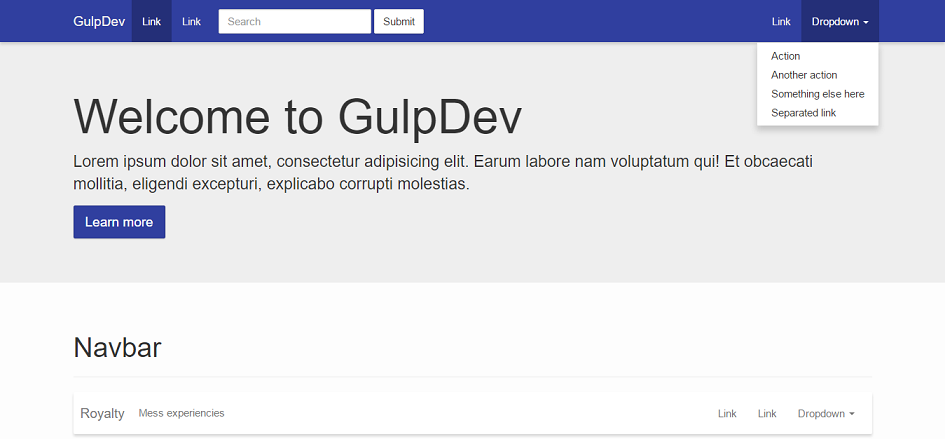 GulpDev Link Link Search Submit Link Dropdown
Action
Another action
Something else here
Separated link
Welcome to GulpDev
Lorem ipsum dolor sit amet, consectetur adipisicing elit. Earum labore nam voluptatum qui! Et obcaecati
mollitia, eligendi excepturi, explicabo corrupti molestias.
Learn more
Navbar
Royalty Mess experiencies Link Link Dropdown